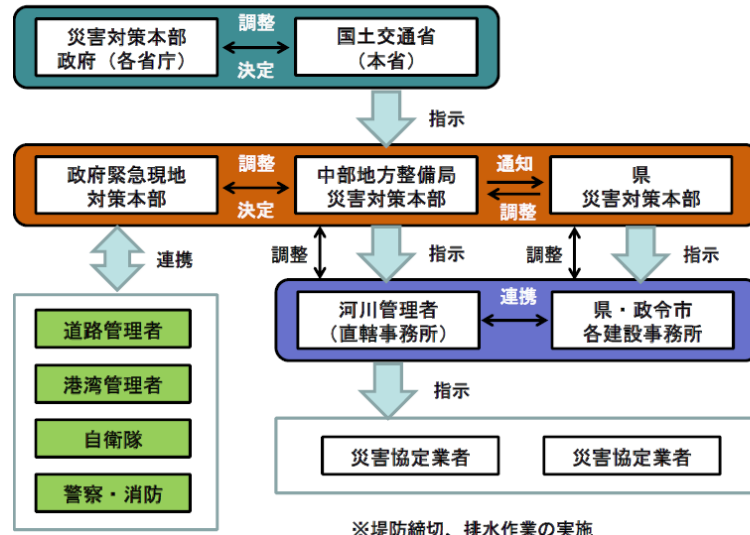 災害対策本部
政府（各省庁）
調整
決定
国土交通省
（本省）
指示
政府緊急現地
対策本部
調整
決定
中部地方整備局
災害対策本部
通知
調整
県
災害対策本部
連携
調整
指示
調整
指示
道路管理者
港湾管理者
自衛隊
警察・消防
河川管理者
（直轄事務所）
連携
県・政令市
各建設事務所
指示
災害協定業者
災害協定業者
※堤防締切、排水作業の実施